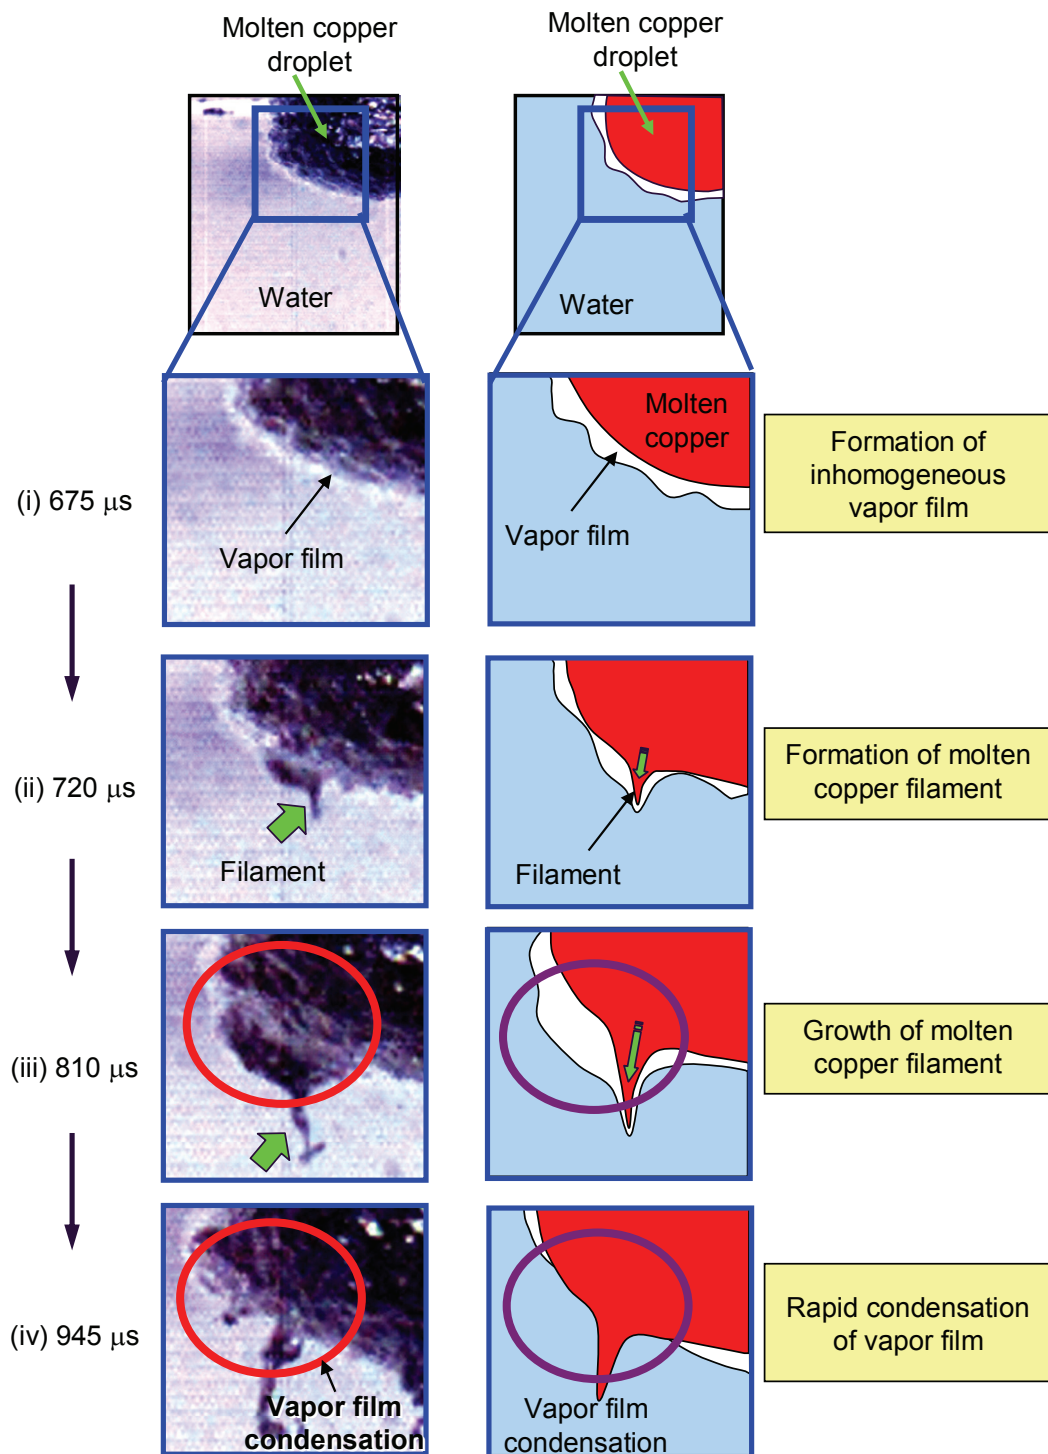 Molten copper
droplet
Molten copper
droplet
Water
Water
(i) 675 μs
Vapor film
Molten
copper
Vapor film
Formation of
inhomogeneous
vapor film
(ii) 720 μs
Filament
Filament
Formation of molten
copper filament
(iii) 810 μs
Growth of molten
copper filament
(iv) 945 μs
Vapor film
condensation
Vapor film
condensation
Rapid condensation
of vapor film